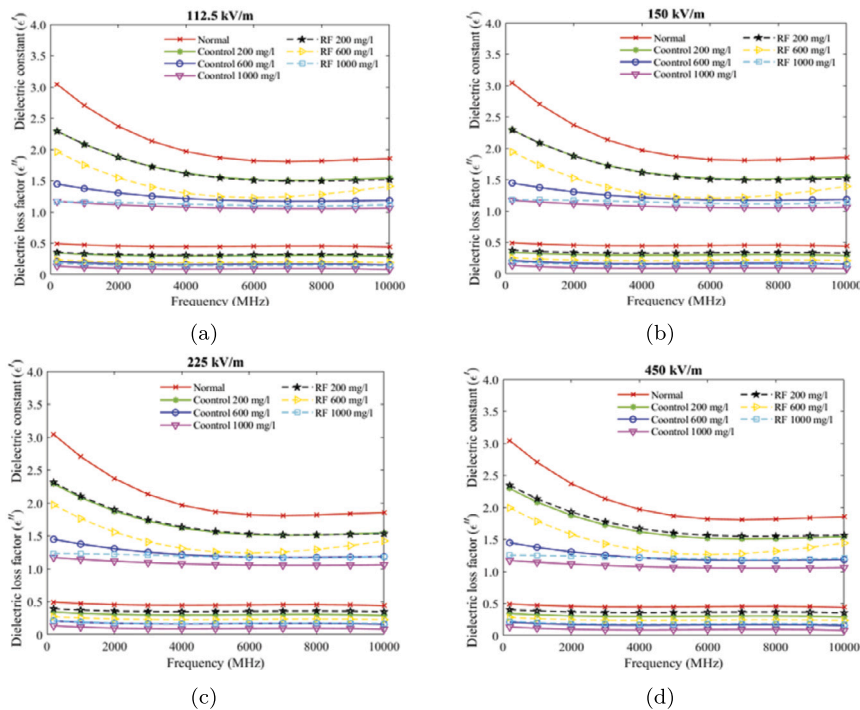 112.5 kV/m
Dielectric constant (ϵ′)
Dielectric loss factor (ϵ″)
4.0
3.5
3.0
2.5
2.0
1.5
1.0
0.5
0
Normal
Coontrol 200 mg/l
Coontrol 600 mg/l
Coontrol 1000 mg/l
RF 200 mg/l
RF 600 mg/l
RF 1000 mg/l
0 2000 4000 6000 8000 10000
Frequency (MHz)
(a)
150 kV/m
Dielectric constant (ϵ′)
Dielectric loss factor (ϵ″)
4.0
3.5
3.0
2.5
2.0
1.5
1.0
0.5
0
Normal
Coontrol 200 mg/l
Coontrol 600 mg/l
Coontrol 1000 mg/l
RF 200 mg/l
RF 600 mg/l
RF 1000 mg/l
0 2000 4000 6000 8000 10000
Frequency (MHz)
(b)
225 kV/m
Dielectric constant (ϵ′)
Dielectric loss factor (ϵ″)
4.0
3.5
3.0
2.5
2.0
1.5
1.0
0.5
0
Normal
Coontrol 200 mg/l
Coontrol 600 mg/l
Coontrol 1000 mg/l
RF 200 mg/l
RF 600 mg/l
RF 1000 mg/l
0 2000 4000 6000 8000 10000
Frequency (MHz)
(c)
450 kV/m
Dielectric constant (ϵ′)
Dielectric loss factor (ϵ″)
4.0
3.5
3.0
2.5
2.0
1.5
1.0
0.5
0
Normal
Coontrol 200 mg/l
Coontrol 600 mg/l
Coontrol 1000 mg/l
RF 200 mg/l
RF 600 mg/l
RF 1000 mg/l
0 2000 4000 6000 8000 10000
Frequency (MHz)
(d)